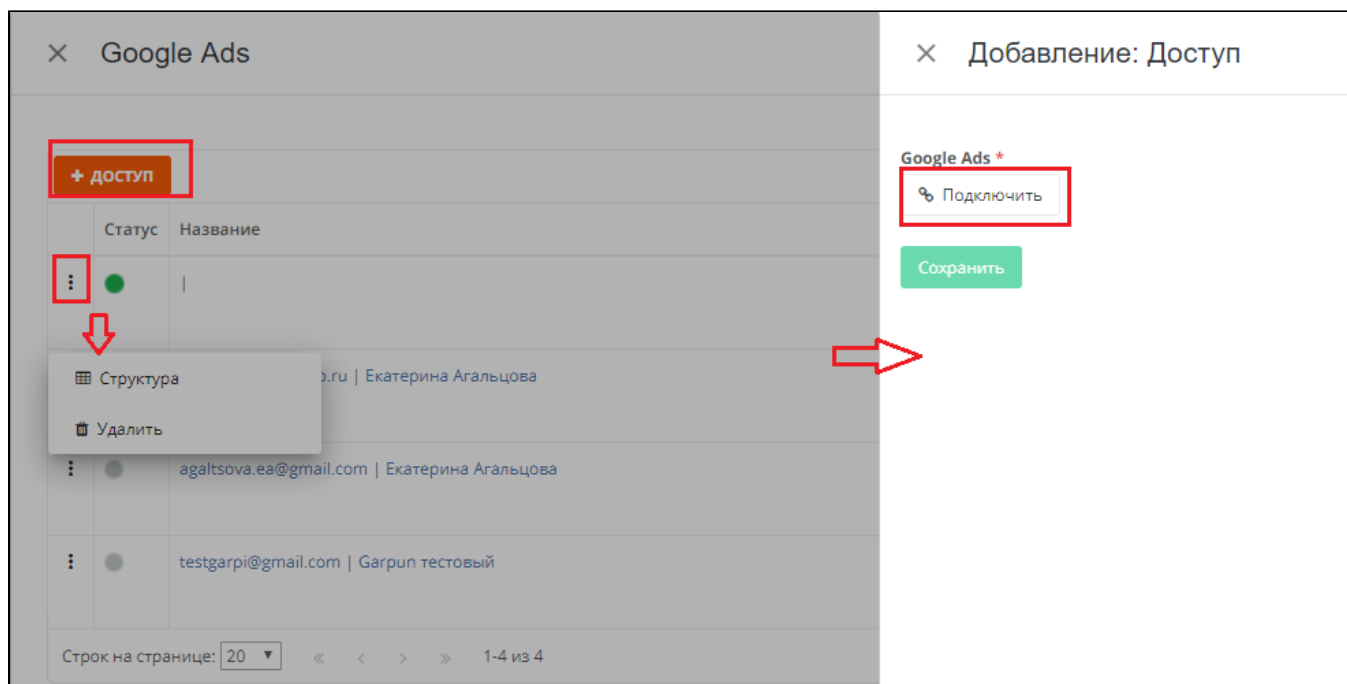 Google Ads
Добавление: Доступ
+ ДОСТУП
Google Ads *
Подключить
Статус Название
Сохранить
|
Структура
.ru | Екатерина Агальцова
Удалить
agaltsova.ea@gmail.com | Екатерина Агальцова
testgarpi@gmail.com | Garpun тестовый
Строк на странице: 20 « ‹ › » 1-4 из 4